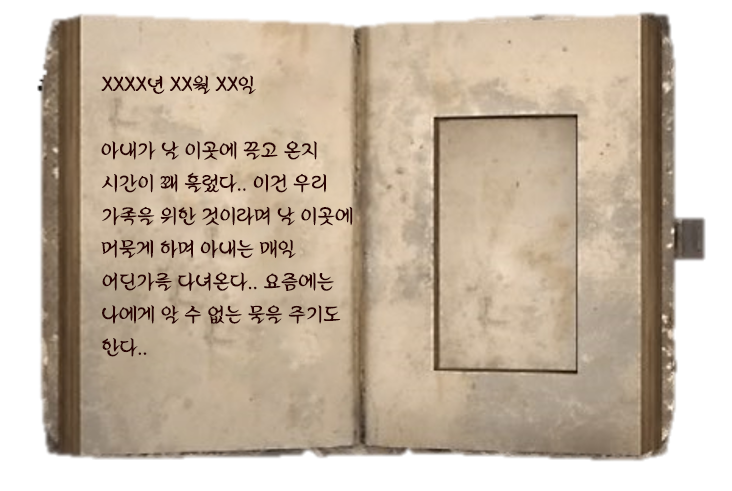 XXXX년 XX월 XX일
아내가 날 이곳에 끌고 온지
시간이 꽤 흘렀다.. 이건 우리
가족을 위한 것이라며 날 이곳에
머물게 하며 아내는 매일
어딘가를 다녀온다.. 요즘에는
나에게 알 수 없는 물을 주기도
한다..